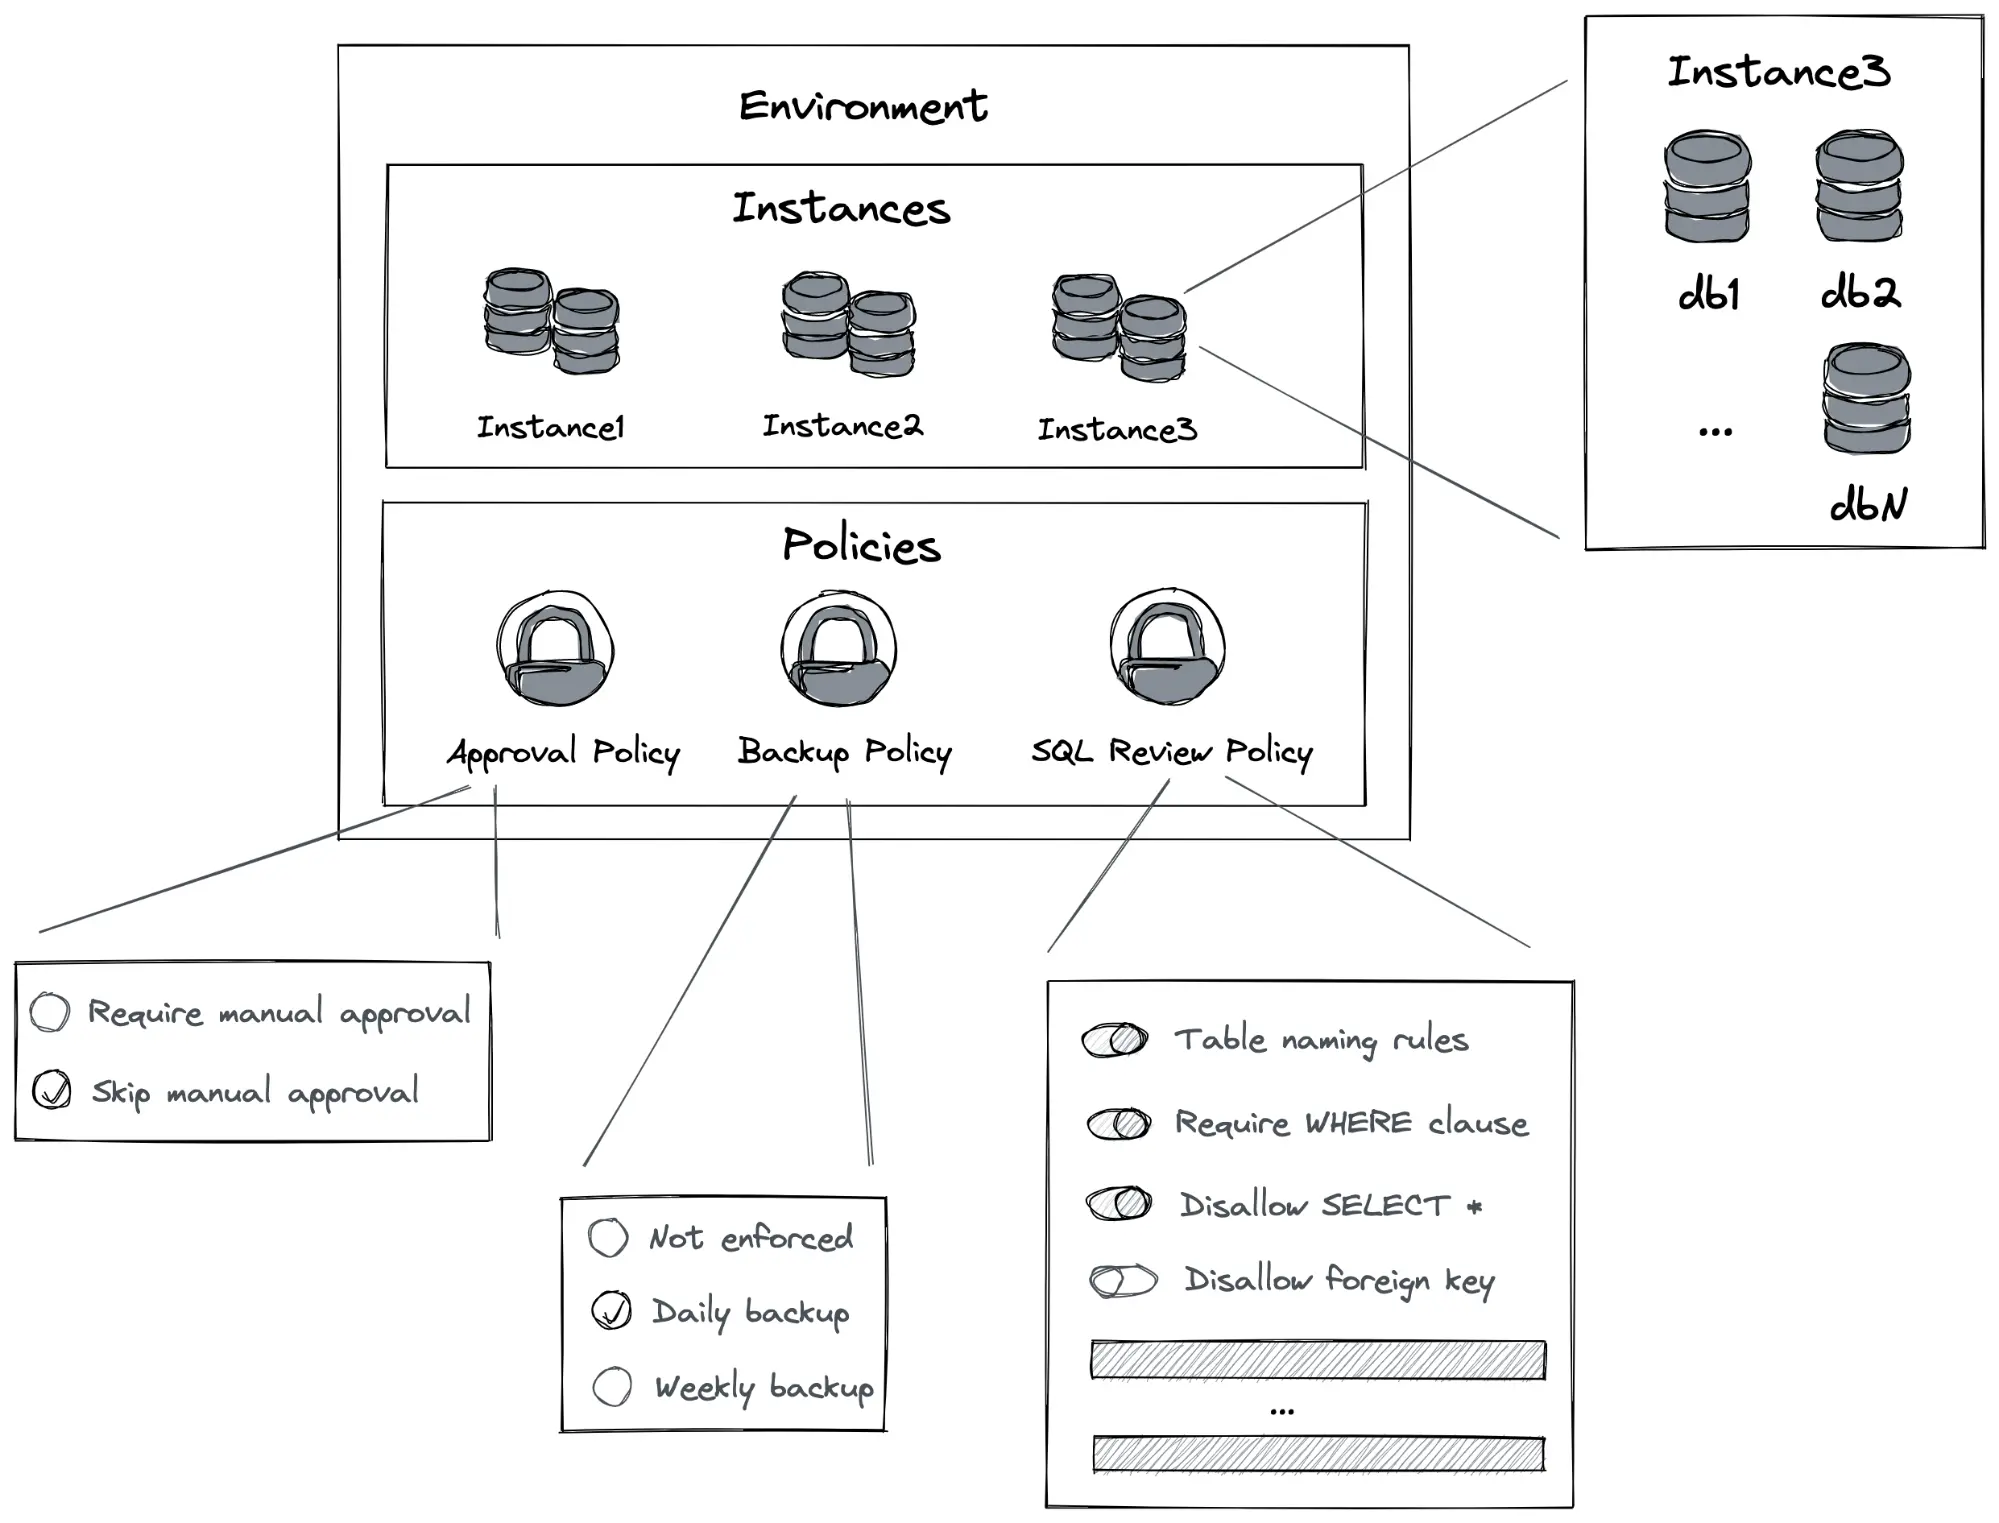 Environment
Instances
Instance1
Instance2
Instance3
Policies
Approval Policy
Backup Policy
SQL Review Policy
Instance3
db1
db2
...
dbN
Require manual approval
Skip manual approval
Not enforced
Daily backup
Weekly backup
Table naming rules
Require WHERE clause
Disallow SELECT *
Disallow foreign key
...